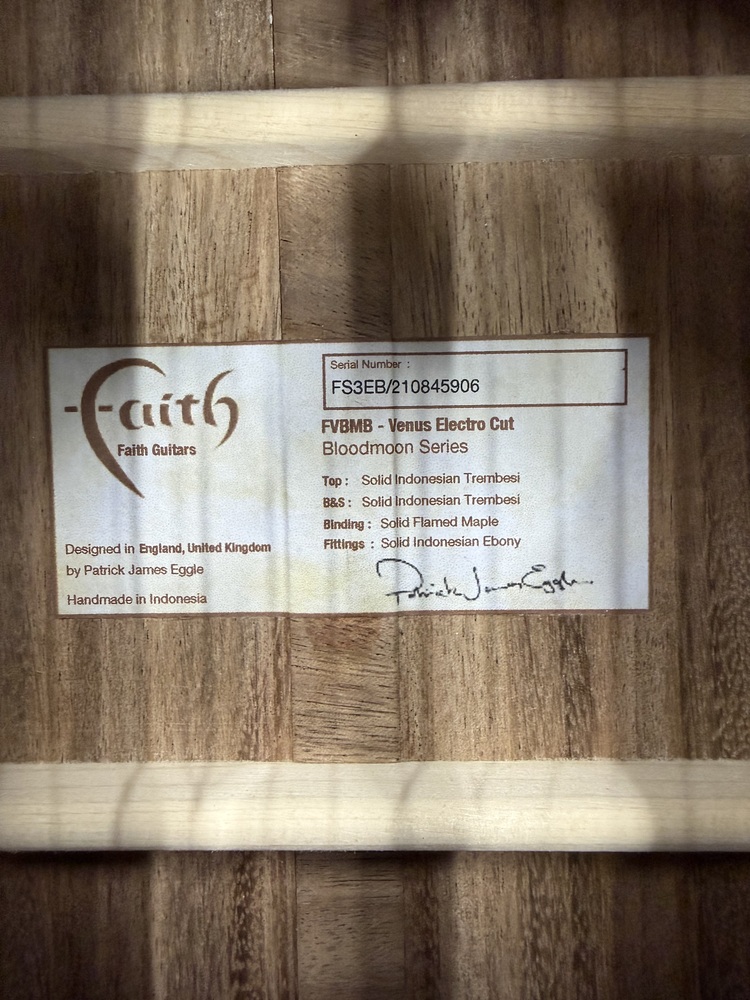 Faith
Faith Guitars
Designed in England, United Kingdom
by Patrick James Eggle
Handmade in Indonesia
Serial Number :
FS3EB/210845906
FVBMB - Venus Electro Cut
Bloodmoon Series
Top : Solid Indonesian Trembesi
B&S : Solid Indonesian Trembesi
Binding : Solid Flamed Maple
Fittings : Solid Indonesian Ebony
Patrick James Eggle